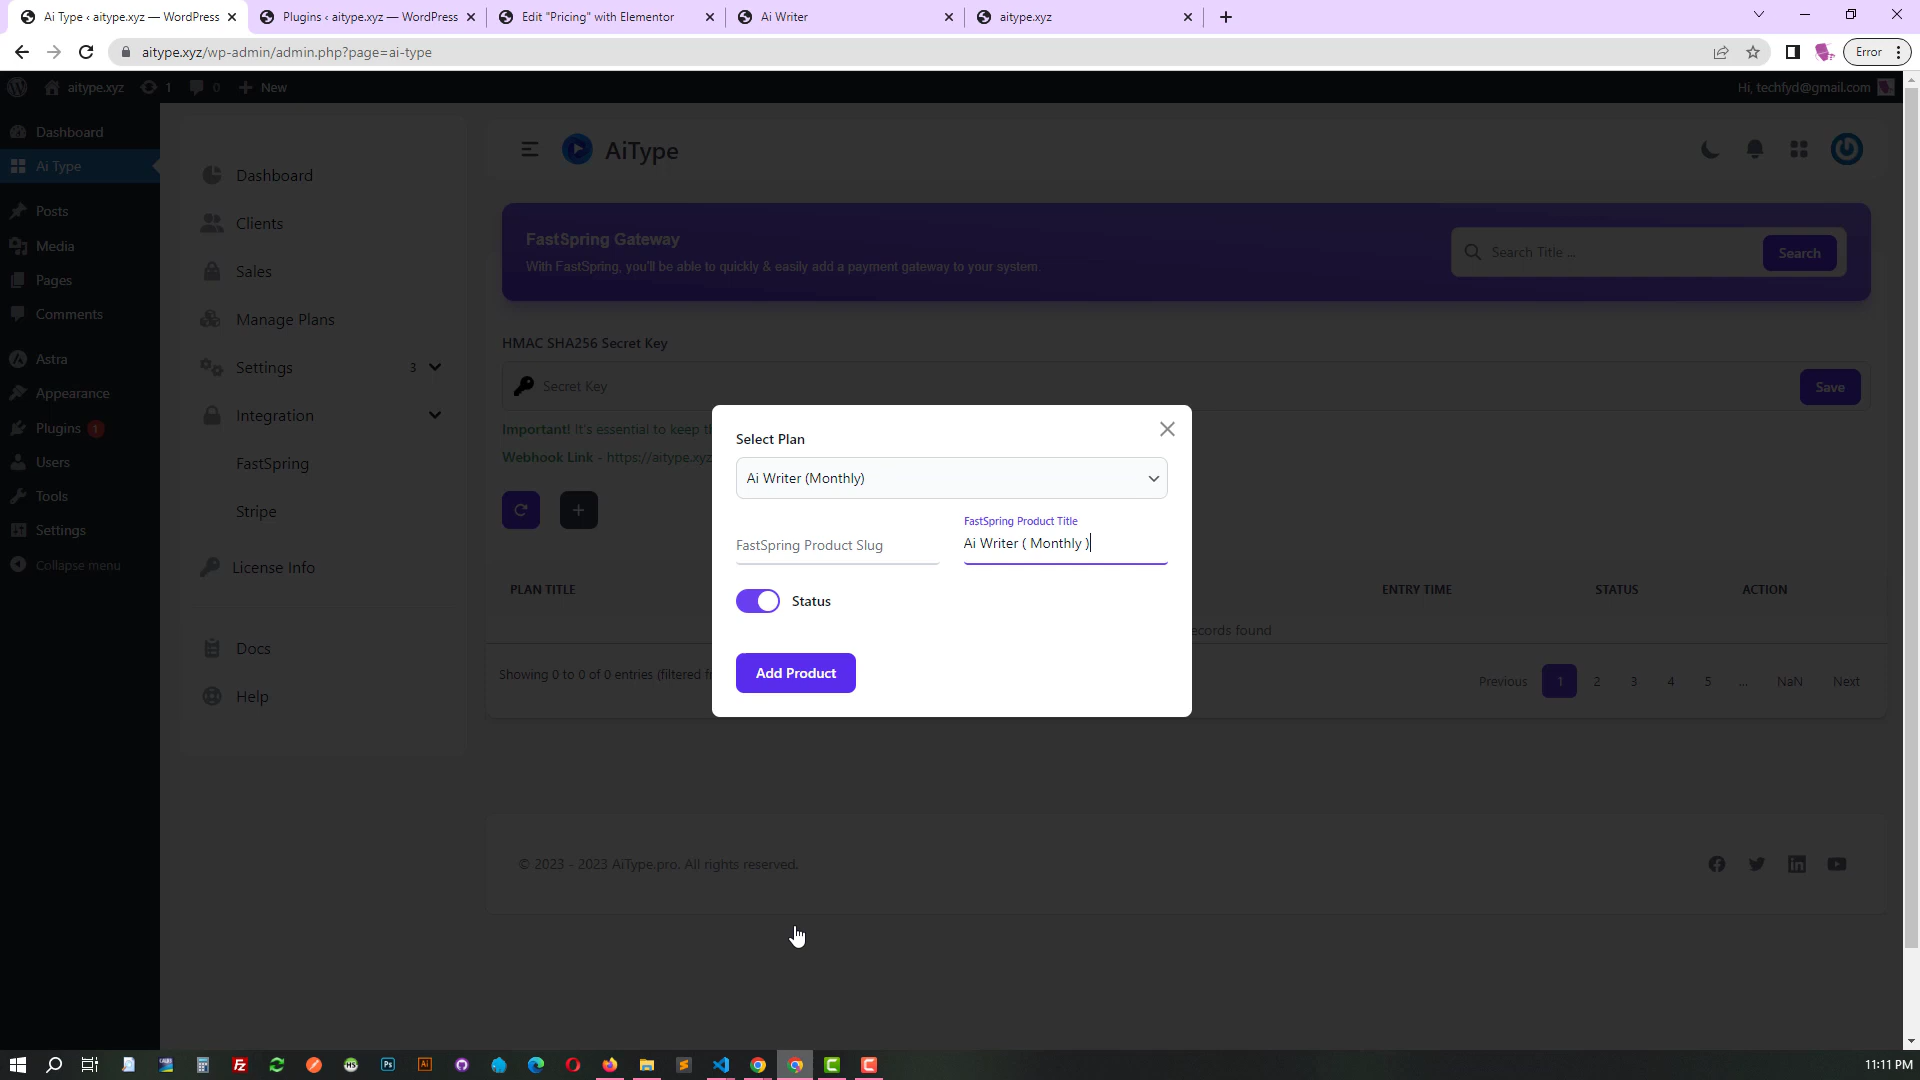 Ai Type ‹ aitype.xyz — WordPress
Plugins ‹ aitype.xyz — WordPress
Edit "Pricing" with Elementor
Ai Writer
aitype.xyz
aitype.xyz/wp-admin/admin.php?page=ai-type
Error
aitype.xyz
1
0
New
Hi, techfyd@gmail.com
Dashboard
Ai Type
Posts
Media
Pages
Comments
Astra
Appearance
Plugins 1
Users
Tools
Settings
Collapse menu
Dashboard
Clients
Sales
Manage Plans
Settings 3
Integration
FastSpring
Stripe
License Info
Docs
Help
AiType
FastSpring Gateway
With FastSpring, you'll be able to quickly & easily add a payment gateway to your system
Search Title ...
Search
HMAC SHA256 Secret Key
Secret Key
Save
Important! It's essential to keep
Webhook Link - https://aitype.xyz
Select Plan
Ai Writer (Monthly)
FastSpring Product Slug
FastSpring Product Title
Ai Writer ( Monthly )
Status
Add Product
PLAN TITLE
ENTRY TIME
STATUS
ACTION
ecords found
Showing 0 to 0 of 0 entries (filtered
Previous
1
2
3
4
5
...
NaN
Next
© 2023 - 2023 AiType.pro. All rights reserved.
Fz
Ps
Ai
11:11 PM